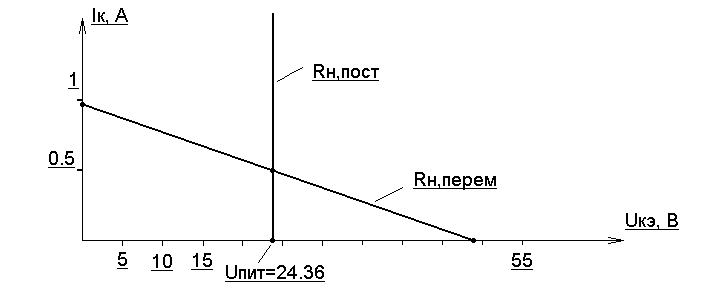 Iк, А
Rн,пост
1
0.5
Rн,перем
Uкэ, В
5 10 15 55
Uпит=24.36